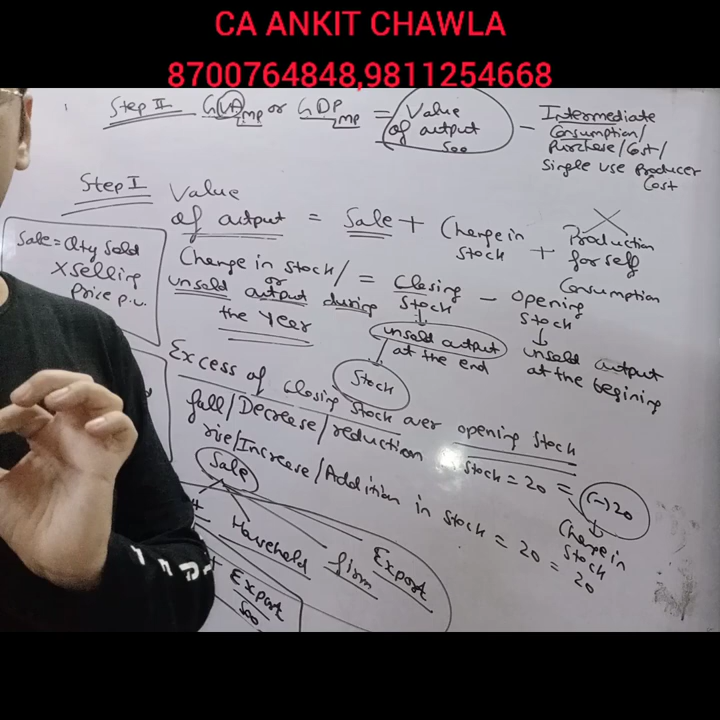 CA ANKIT CHAWLA
8700764848,9811254668
Step II GVA MP or GDP MP = Value of output 500 - Intermediate Consumption/ Purchase/Cost/ Single use Producer Cost
Step I Value of output = Sale + Change in Stock + Production for self Consumption
Sale = Qty Sold
X Selling
Price p.u.
Change in Stock/ or unsold output during the Year = Closing Stock - Opening Stock
unsold output at the end
unsold output at the begining
Stock
Excess of Closing Stock over opening Stock
fall/Decrease/reduction Stock = 20 = (-) 20
rise/Increase/Addition in Stock = 20 = 20
Change in Stock
Sale
Household firm Export
Export
500